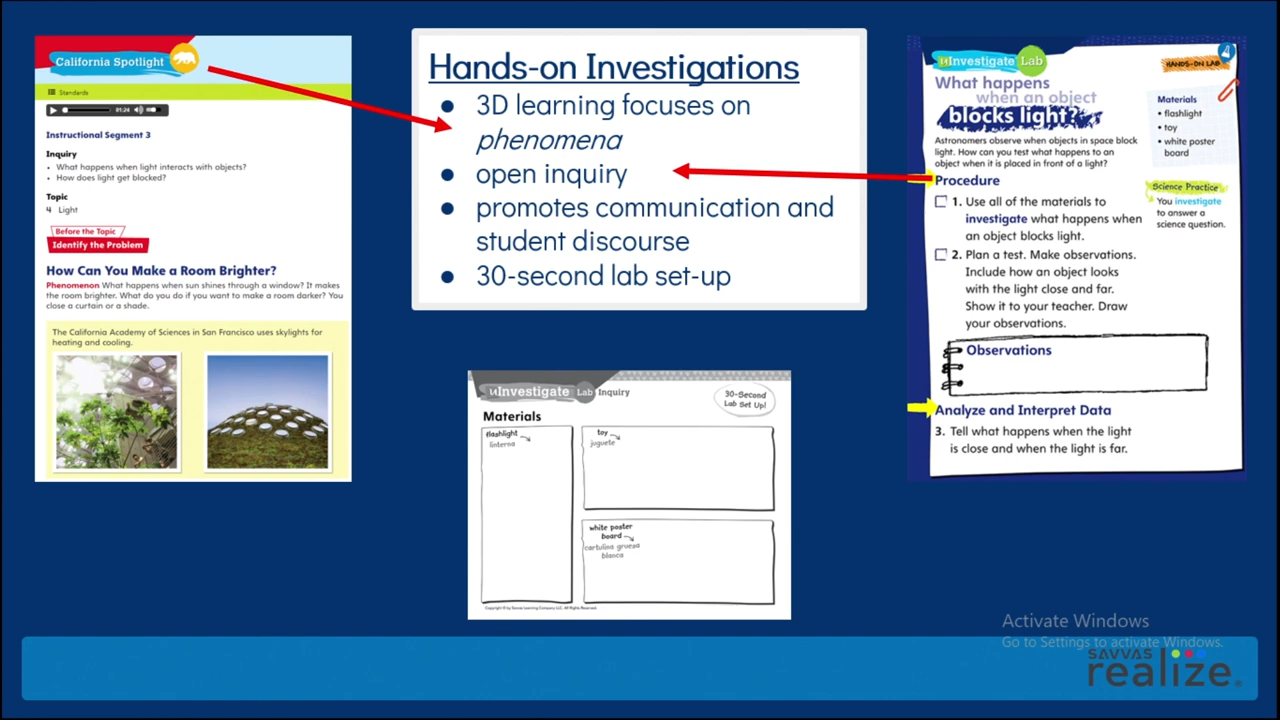 California Spotlight
Standards
01:24
Instructional Segment 3
Inquiry
• What happens when light interacts with objects?
• How does light get blocked?
Topic
4 Light
Before the Topic
Identify the Problem
How Can You Make a Room Brighter?
Phenomenon What happens when sun shines through a window? It makes
the room brighter. What do you do if you want to make a room darker? You
close a curtain or a shade.
The California Academy of Sciences in San Francisco uses skylights for
heating and cooling.
Hands-on Investigations
● 3D learning focuses on
phenomena
● open inquiry
● promotes communication and
student discourse
● 30-second lab set-up
uInvestigate Lab Inquiry
30-Second
Lab Set Up!
Materials
flashlight
linterna
toy
juguete
white poster
board
cartulina gruesa
blanca
Copyright © by Savvas Learning Company LLC. All Rights Reserved.
uInvestigate Lab
HANDS-ON LAB
What happens
when an object
blocks light?
Astronomers observe when objects in space block
light. How can you test what happens to an
object when it is placed in front of a light?
Materials
• flashlight
• toy
• white poster
board
Procedure
1. Use all of the materials to
investigate what happens when
an object blocks light.
2. Plan a test. Make observations.
Include how an object looks
with the light close and far.
Show it to your teacher. Draw
your observations.
Science Practice
You investigate
to answer a
science question.
Observations
Analyze and Interpret Data
3. Tell what happens when the light
is close and when the light is far.
Activate Windows
Go to Settings to activate Windows.
SAVVAS
realize.